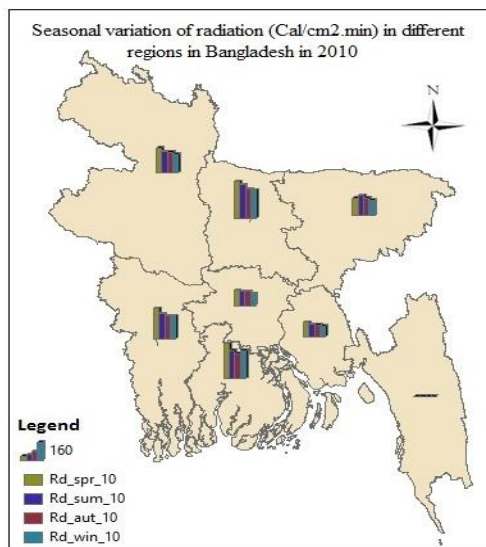 Seasonal variation of radiation (Cal/cm2.min) in different
regions in Bangladesh in 2010
N
Legend
160
Rd_spr_10
Rd_sum_10
Rd_aut_10
Rd_win_10